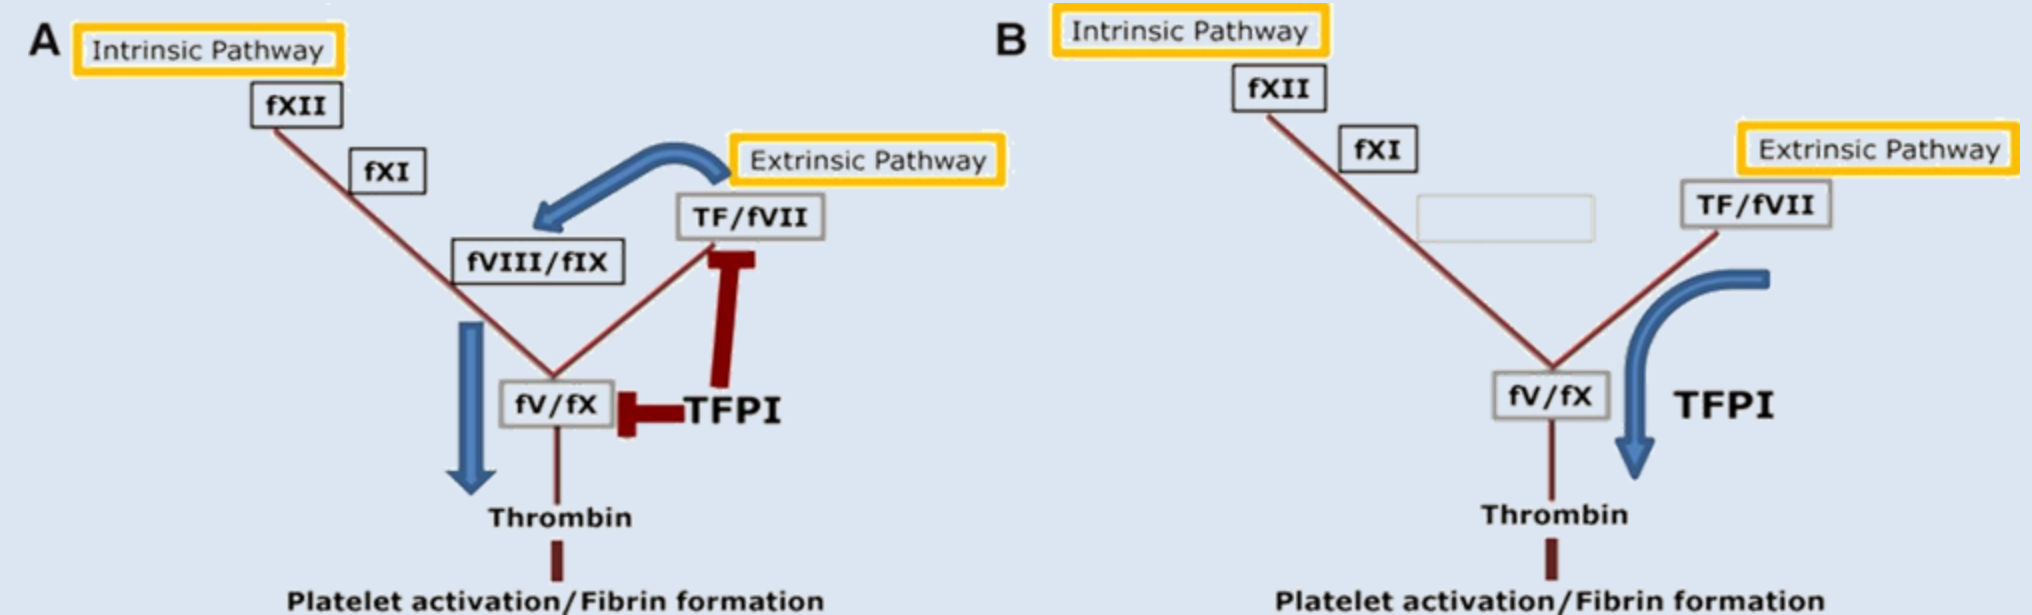 A
Intrinsic Pathway
fXII
fXI
Extrinsic Pathway
TF/fVII
fVIII/fIX
fV/fX
TFPI
Thrombin
Platelet activation/Fibrin formation
B
Intrinsic Pathway
fXII
fXI
Extrinsic Pathway
TF/fVII
fV/fX
TFPI
Thrombin
Platelet activation/Fibrin formation